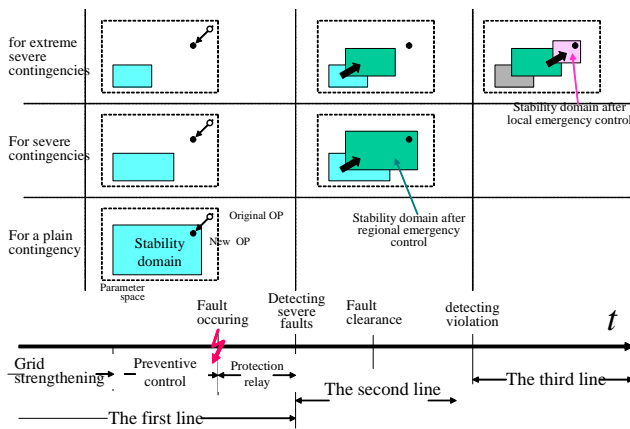 for extreme
severe
contingencies
Stability domain after
local emergency control
For severe
contingencies
For a plain
contingency
Original OP
New OP
Stability
domain
Stability domain after
regional emergency
control
Parameter
space
Fault
occuring
Detecting
severe
faults
Fault
clearance
detecting
violation
t
Grid
strengthening
Preventive
control
Protection
relay
The first line
The second line
The third line